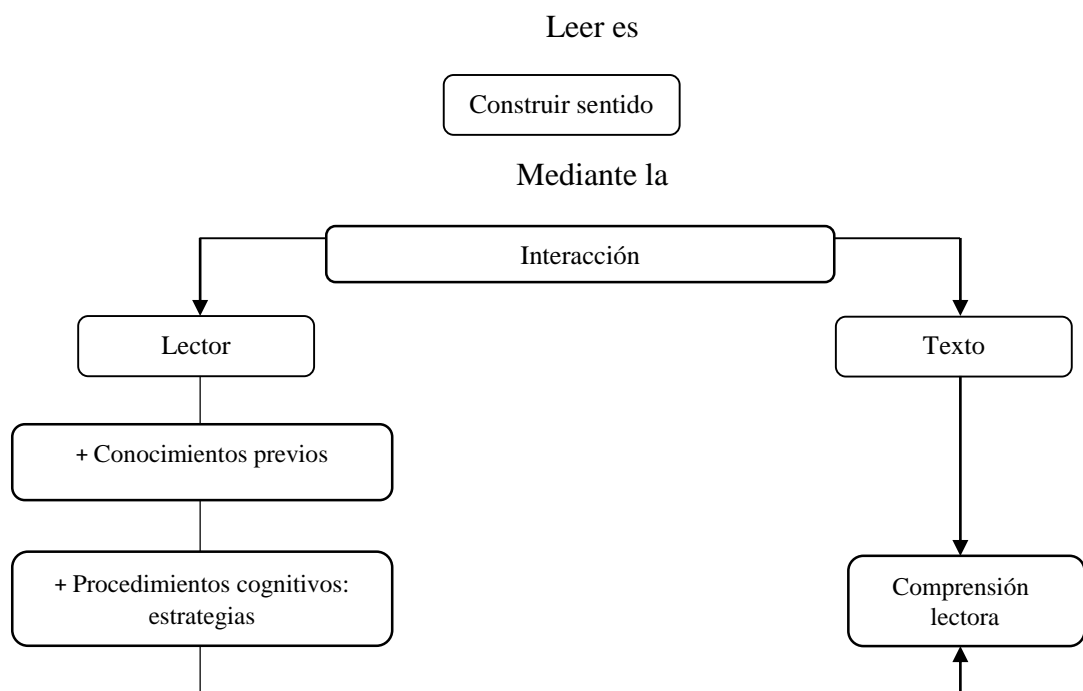 Leer es
Construir sentido
Mediante la
Interacción
Lector
Texto
+ Conocimientos previos
+ Procedimientos cognitivos:
estrategias
Comprensión
lectora